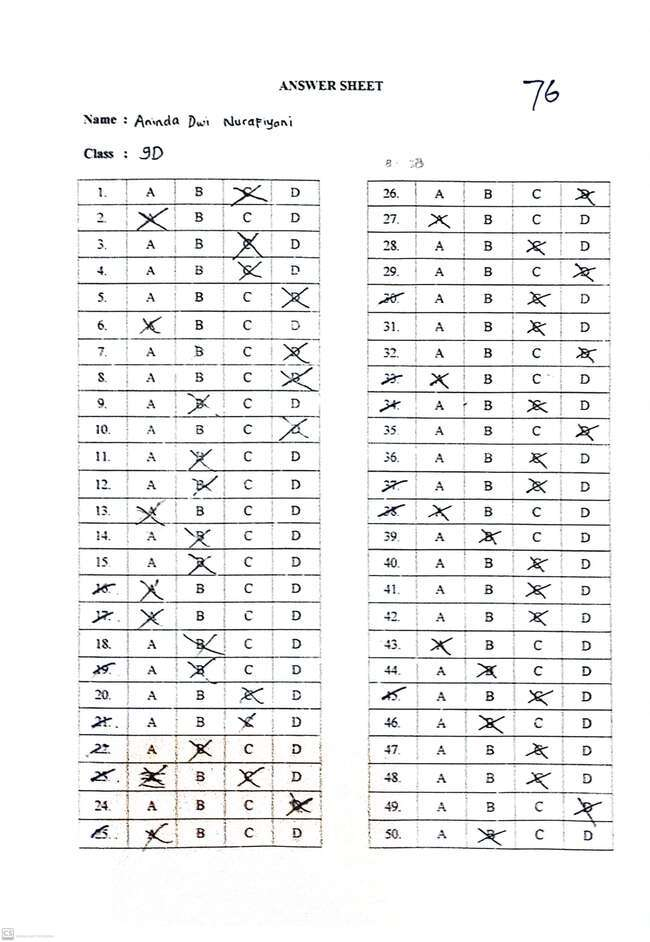 ANSWER SHEET
76
Name : Aninda Dwi Nurafiyani
Class : 9D
1. A B C D
2. A B C D
3. A B C D
4. A B C D
5. A B C D
6. A B C D
7. A B C D
8. A B C D
9. A B C D
10. A B C D
11. A B C D
12. A B C D
13. A B C D
14. A B C D
15. A B C D
16. A B C D
17. A B C D
18. A B C D
19. A B C D
20. A B C D
21. A B C D
22. A B C D
23. A B C D
24. A B C D
25. A B C D
26. A B C D
27. A B C D
28. A B C D
29. A B C D
30. A B C D
31. A B C D
32. A B C D
33. A B C D
34. A B C D
35. A B C D
36. A B C D
37. A B C D
38. A B C D
39. A B C D
40. A B C D
41. A B C D
42. A B C D
43. A B C D
44. A B C D
45. A B C D
46. A B C D
47. A B C D
48. A B C D
49. A B C D
50. A B C D
CS